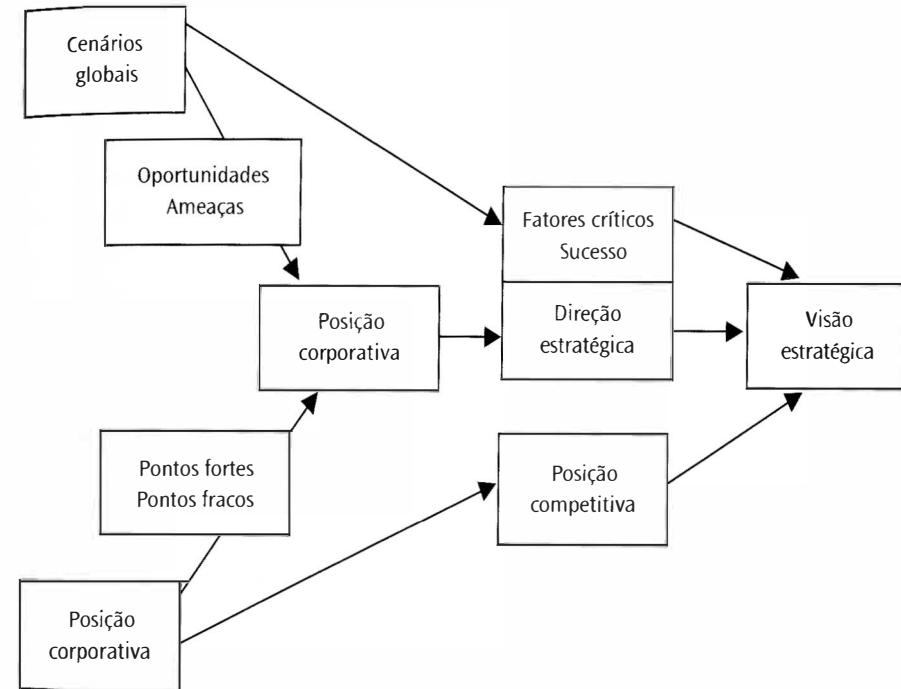 Cenários
globais
Oportunidades
Ameaças
Fatores críticos
Sucesso
Posição
corporativa
Direção
estratégica
Visão
estratégica
Pontos fortes
Pontos fracos
Posição
competitiva
Posição
corporativa